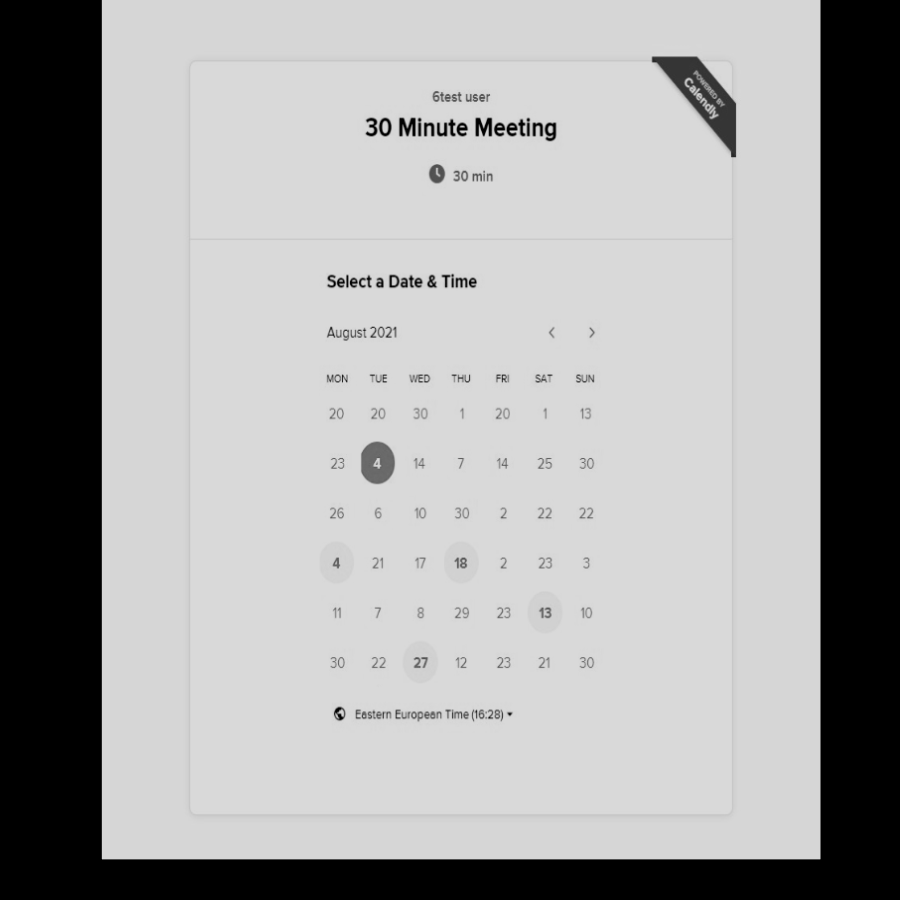 POWERED BY
Calendly
6test user
30 Minute Meeting
30 min
Select a Date & Time
August 2021
MON TUE WED THU FRI SAT SUN
20 20 30 1 20 1 13
23 4 14 7 14 25 30
26 6 10 30 2 22 22
4 21 17 18 2 23 3
11 7 8 29 23 13 10
30 22 27 12 23 21 30
Eastern European Time (16:28)